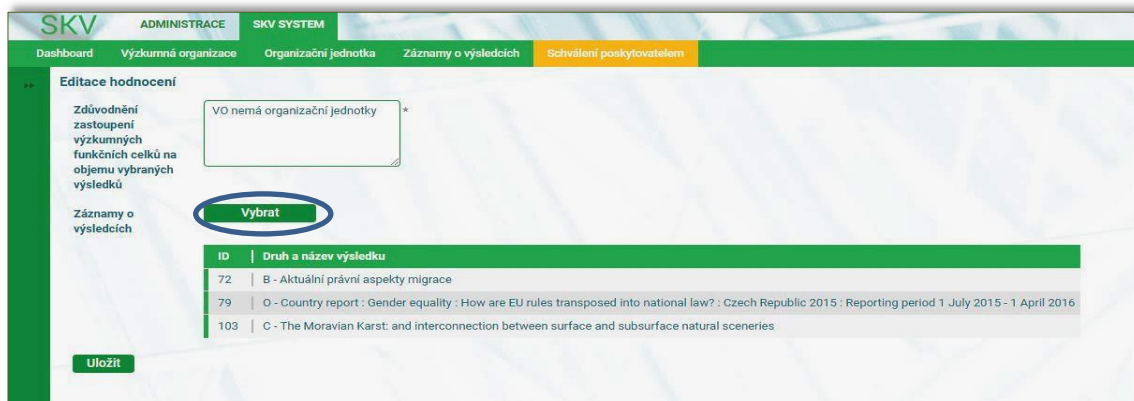 SKV ADMINISTRACE SKV SYSTEM
Dashboard Výzkumná organizace Organizační jednotka Záznamy o výsledcích Schválení poskytovatelem
Editace hodnocení
Zdůvodnění
zastoupení
výzkumných
funkčních celků na
objemu vybraných
výsledků
VO nemá organizační jednotky *
Záznamy o
výsledcích
Vybrat
ID | Druh a název výsledku
72 | B - Aktuální právní aspekty migrace
79 | O - Country report : Gender equality : How are EU rules transposed into national law? : Czech Republic 2015 : Reporting period 1 July 2015 - 1 April 2016
103 | C - The Moravian Karst: and interconnection between surface and subsurface natural sceneries
Uložit